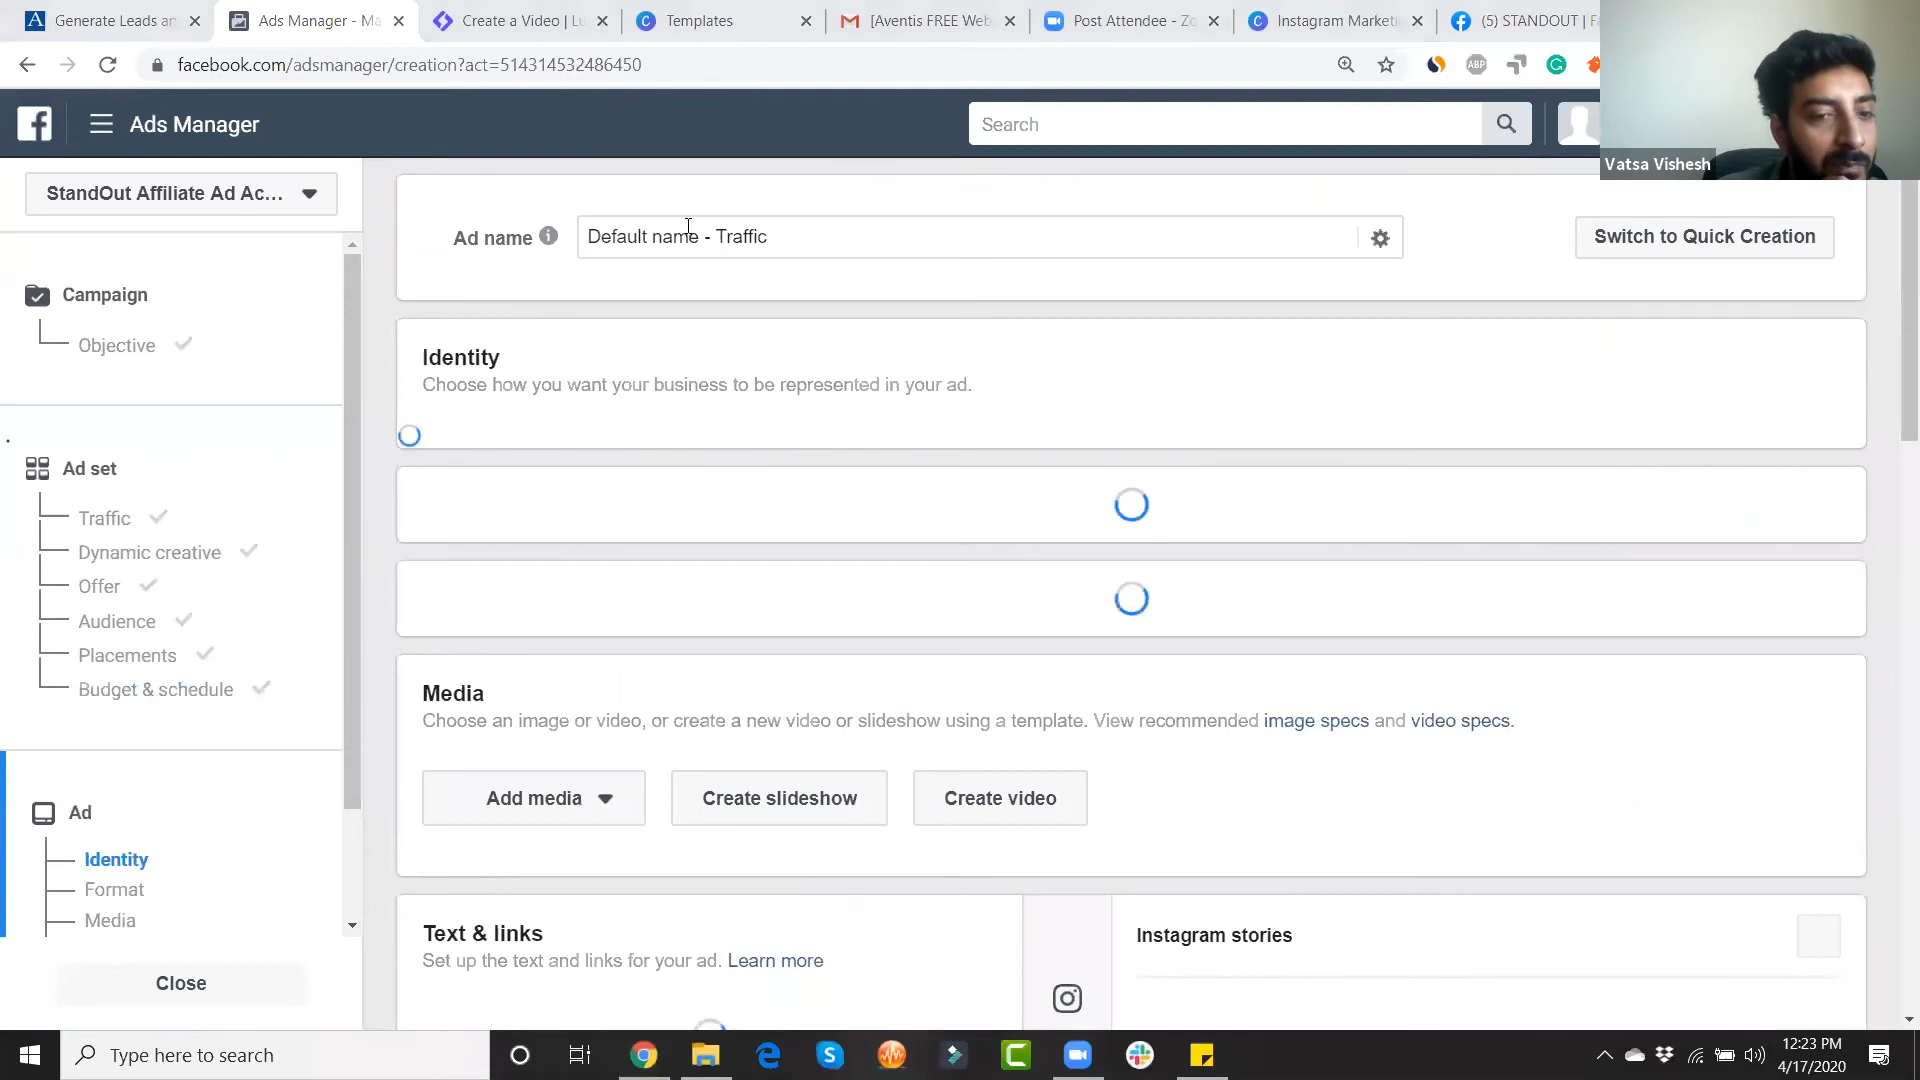 Generate Leads an
Ads Manager - Ma
Create a Video | Lu
Templates
[Aventis FREE Web
Post Attendee - Zo
Instagram Marketi
(5) STANDOUT | Fa
facebook.com/adsmanager/creation?act=514314532486450
ABP
Ads Manager
Search
Vatsa Vishesh
StandOut Affiliate Ad Ac...
Ad name
Default name - Traffic
Switch to Quick Creation
Campaign
Objective
Identity
Choose how you want your business to be represented in your ad.
Ad set
Traffic
Dynamic creative
Offer
Audience
Placements
Budget & schedule
Media
Choose an image or video, or create a new video or slideshow using a template. View recommended image specs and video specs.
Add media
Create slideshow
Create video
Ad
Identity
Format
Media
Close
Text & links
Set up the text and links for your ad. Learn more
Instagram stories
Type here to search
12:23 PM
4/17/2020